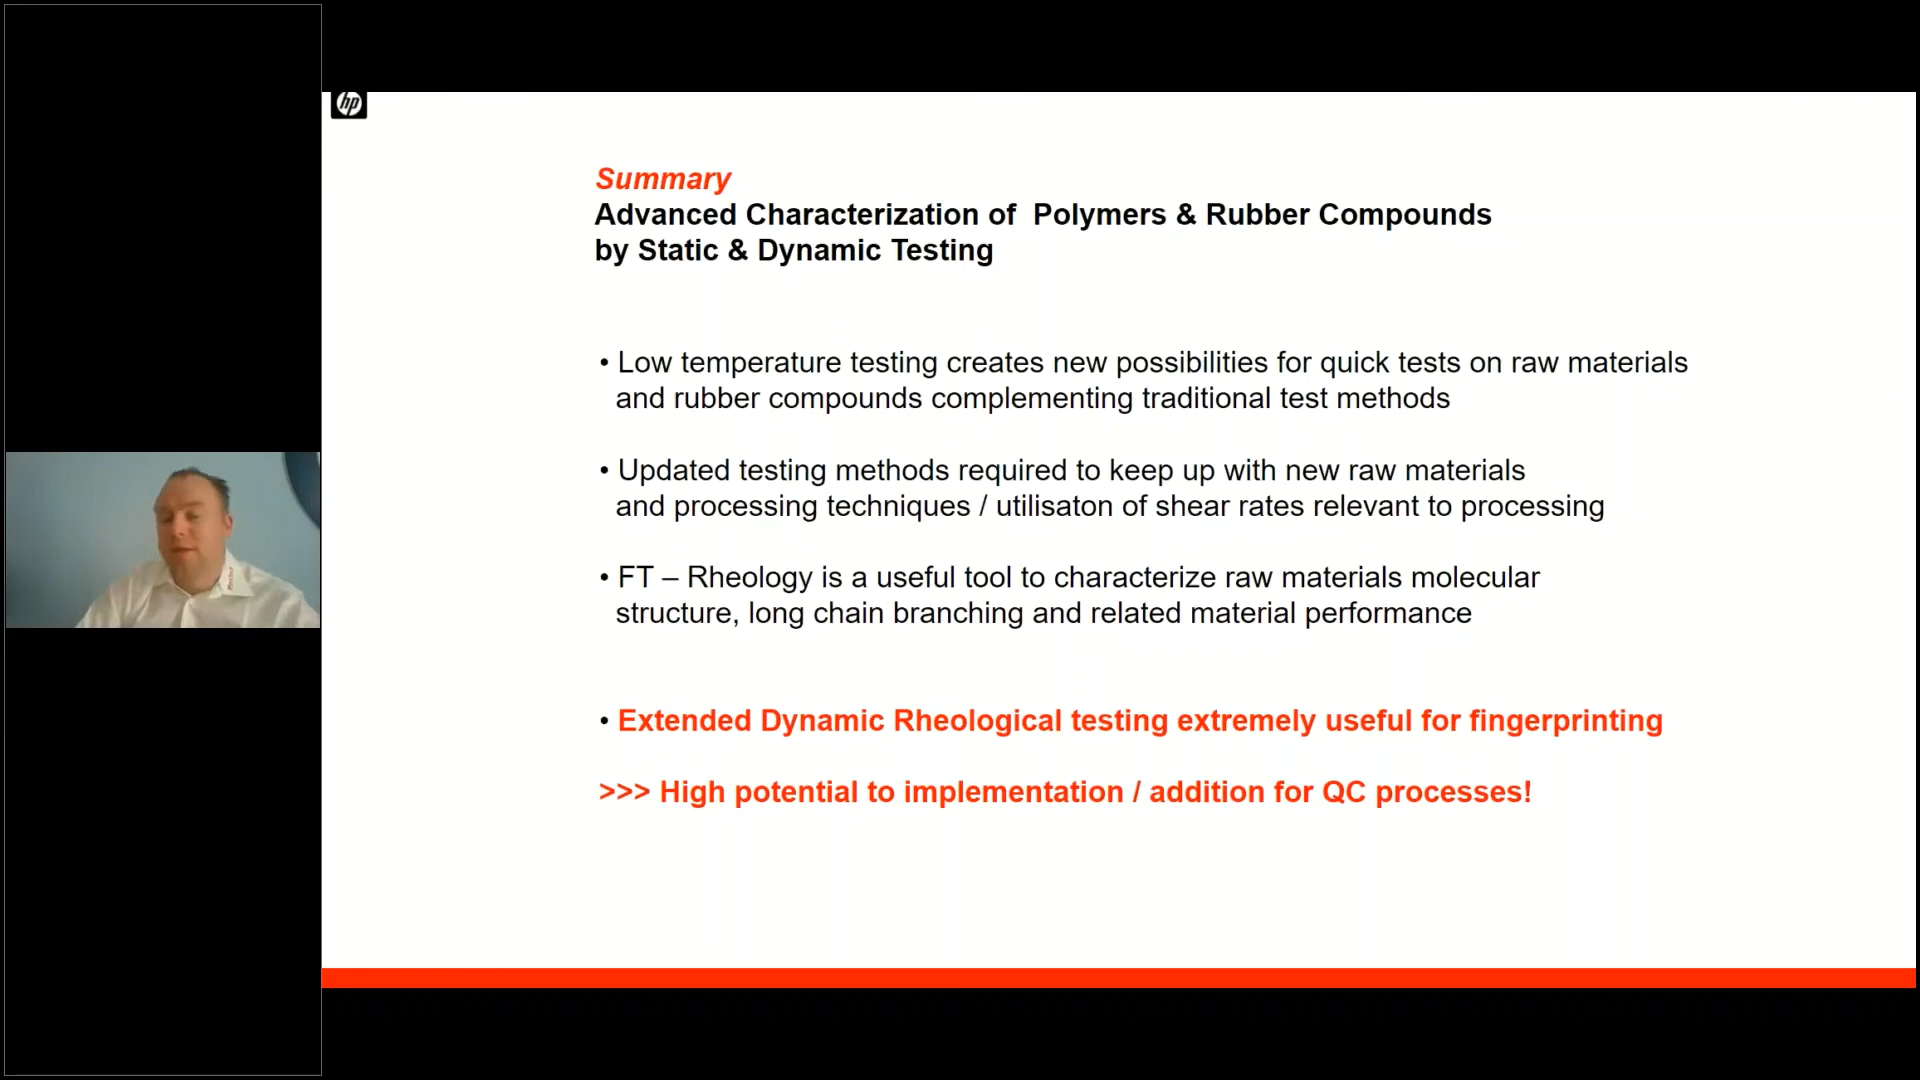 hp
Summary
Advanced Characterization of  Polymers & Rubber Compounds
by Static & Dynamic Testing
• Low temperature testing creates new possibilities for quick tests on raw materials
and rubber compounds complementing traditional test methods
• Updated testing methods required to keep up with new raw materials
and processing techniques / utilisaton of shear rates relevant to processing
• FT – Rheology is a useful tool to characterize raw materials molecular
structure, long chain branching and related material performance
• Extended Dynamic Rheological testing extremely useful for fingerprinting
>>> High potential to implementation / addition for QC processes!